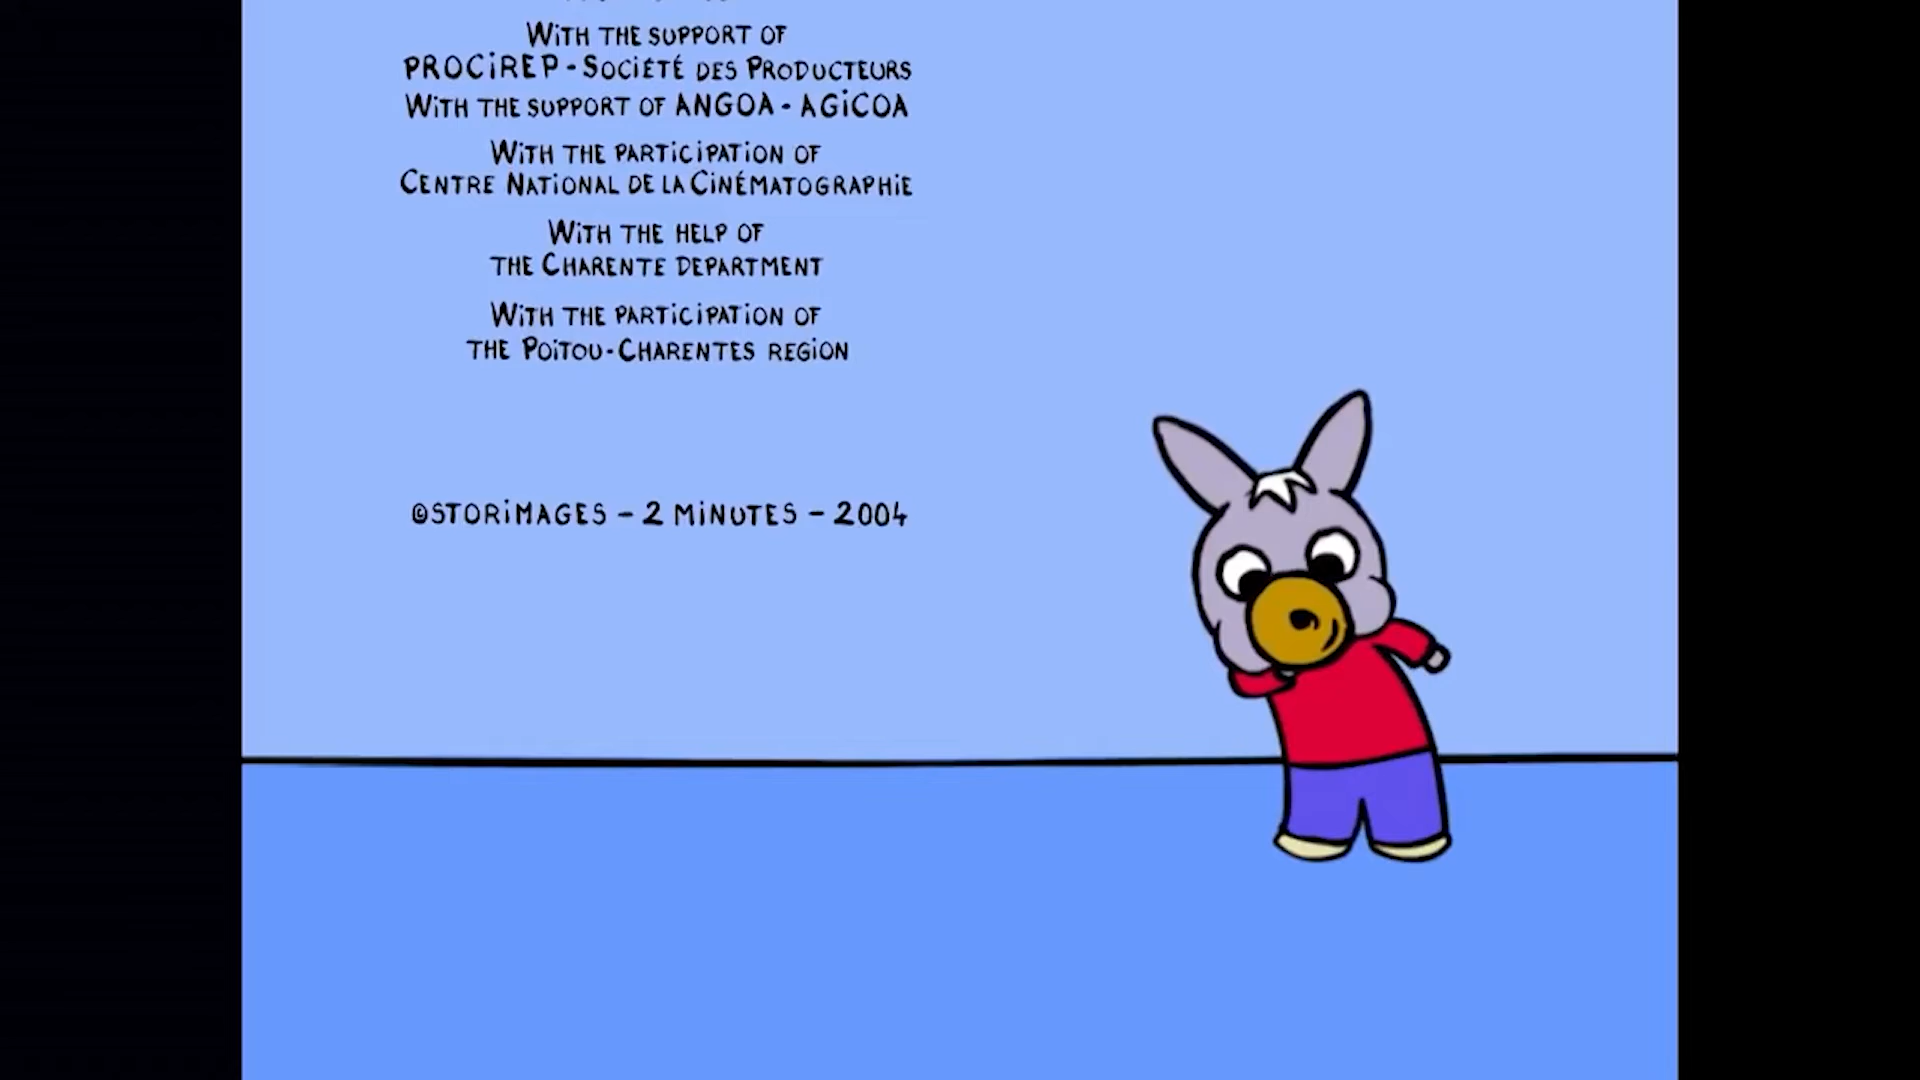 WiTH THE SUPPORT OF
PROCiREP - SOCiÉTÉ DES PRODUCTEURS
WiTH THE SUPPORT OF ANGOA - AGiCOA
WiTH THE PARTiCiPATiON OF
CENTRE NATiONAL DE LA CiNÉMATOGRAPHiE
WiTH THE HELP OF
THE CHARENTE DEPARTMENT
WiTH THE PARTiCiPATiON OF
THE POiTOU-CHARENTES REGiON
©STORiMAGES - 2 MiNUTES - 2004